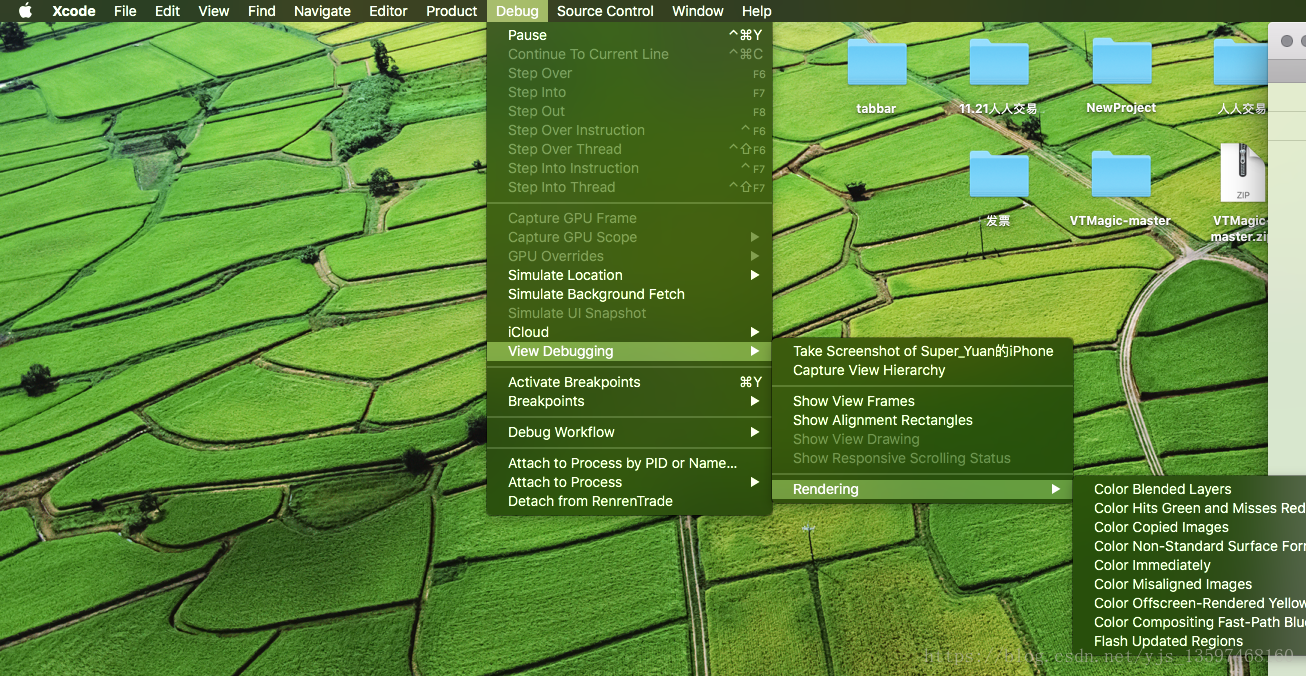 Xcode File Edit View Find Navigate Editor Product Debug Source Control Window Help
Pause ^⌘Y
Continue To Current Line ^⌘C
Step Over F6
Step Into F7
Step Out F8
Step Over Instruction ^F6
Step Over Thread ^⇧F6
Step Into Instruction ^F7
Step Into Thread ^⇧F7
Capture GPU Frame
Capture GPU Scope
GPU Overrides
Simulate Location
Simulate Background Fetch
Simulate UI Snapshot
iCloud
View Debugging
Activate Breakpoints ⌘Y
Breakpoints
Debug Workflow
Attach to Process by PID or Name...
Attach to Process
Detach from RenrenTrade
Take Screenshot of Super_Yuan的iPhone
Capture View Hierarchy
Show View Frames
Show Alignment Rectangles
Show View Drawing
Show Responsive Scrolling Status
Rendering
Color Blended Layers
Color Hits Green and Misses Red
Color Copied Images
Color Non-Standard Surface For
Color Immediately
Color Misaligned Images
Color Offscreen-Rendered Yellow
Color Compositing Fast-Path Blu
Flash Updated Regions
tabbar
11.21人人交易
NewProject
人人交易
发票
VTMagic-master
ZIP
VTMagic-
master.zip